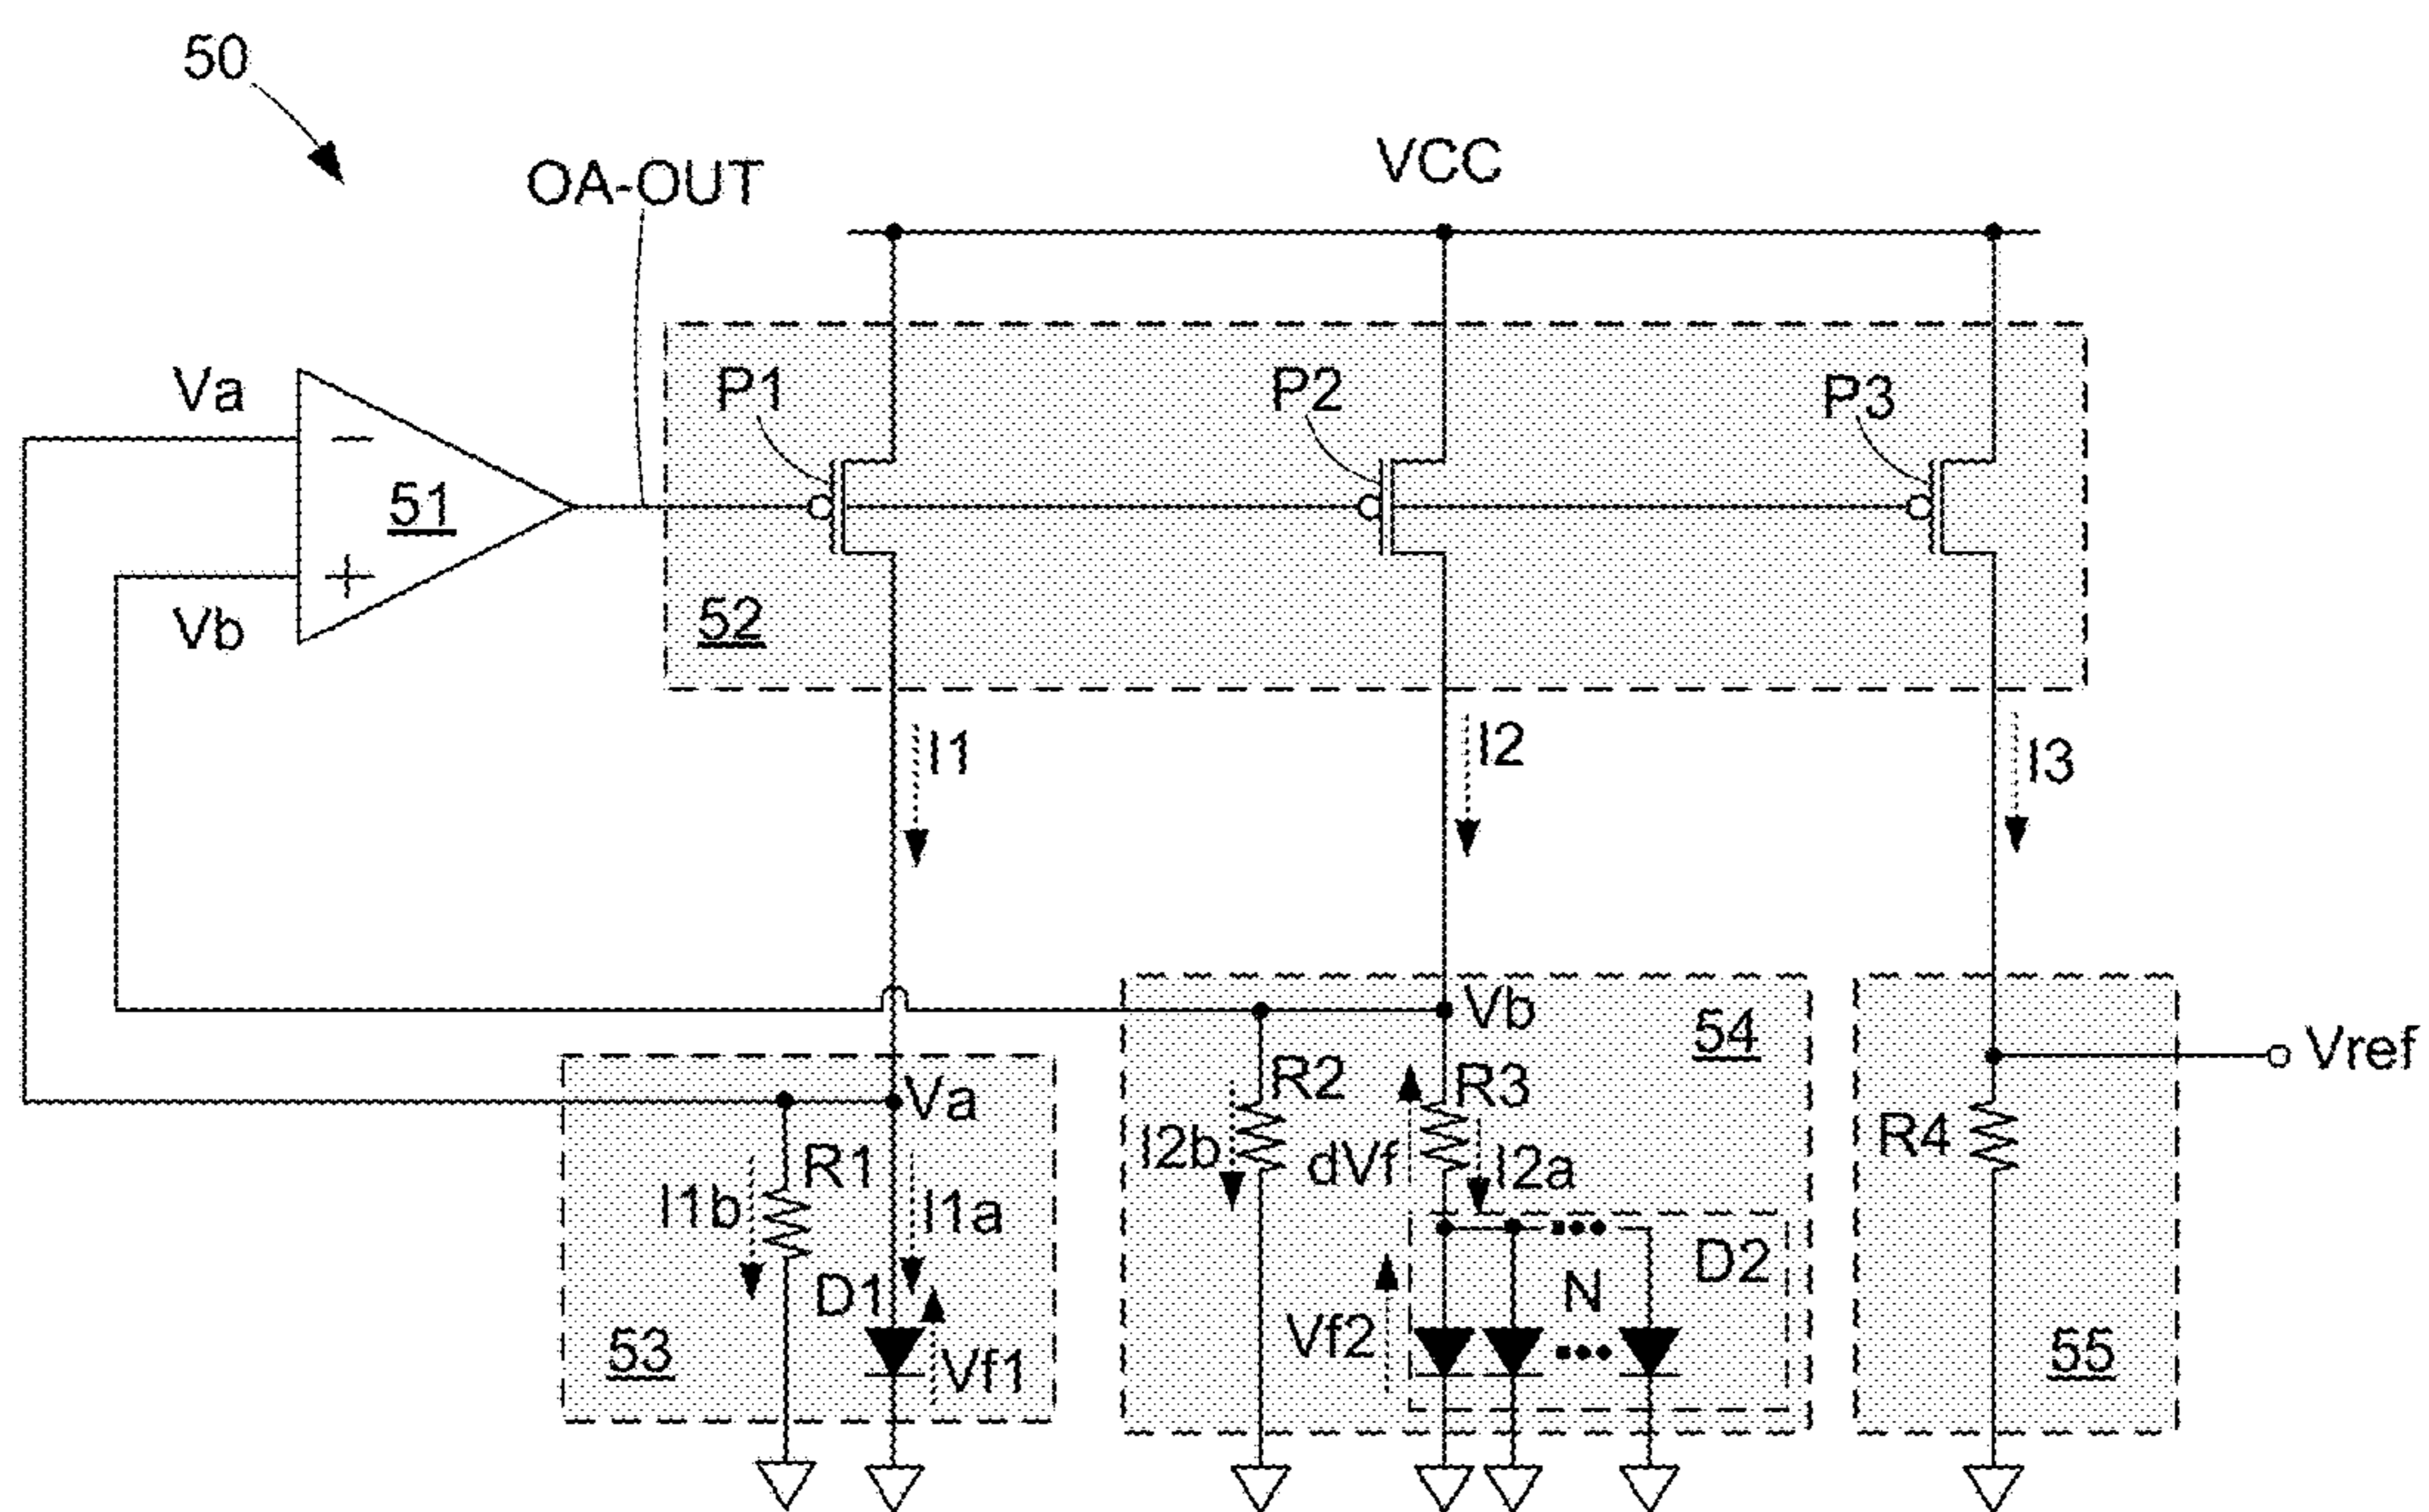 50
OA-OUT
VCC
Va
P1
P2
P3
−
51
+
Vb
52
I1
I2
I3
Vb
54
Vref
Va
R2
R3
R1
I2b
dVf
I2a
R4
I1b
I1a
D1
N
D2
53
Vf1
Vf2
55